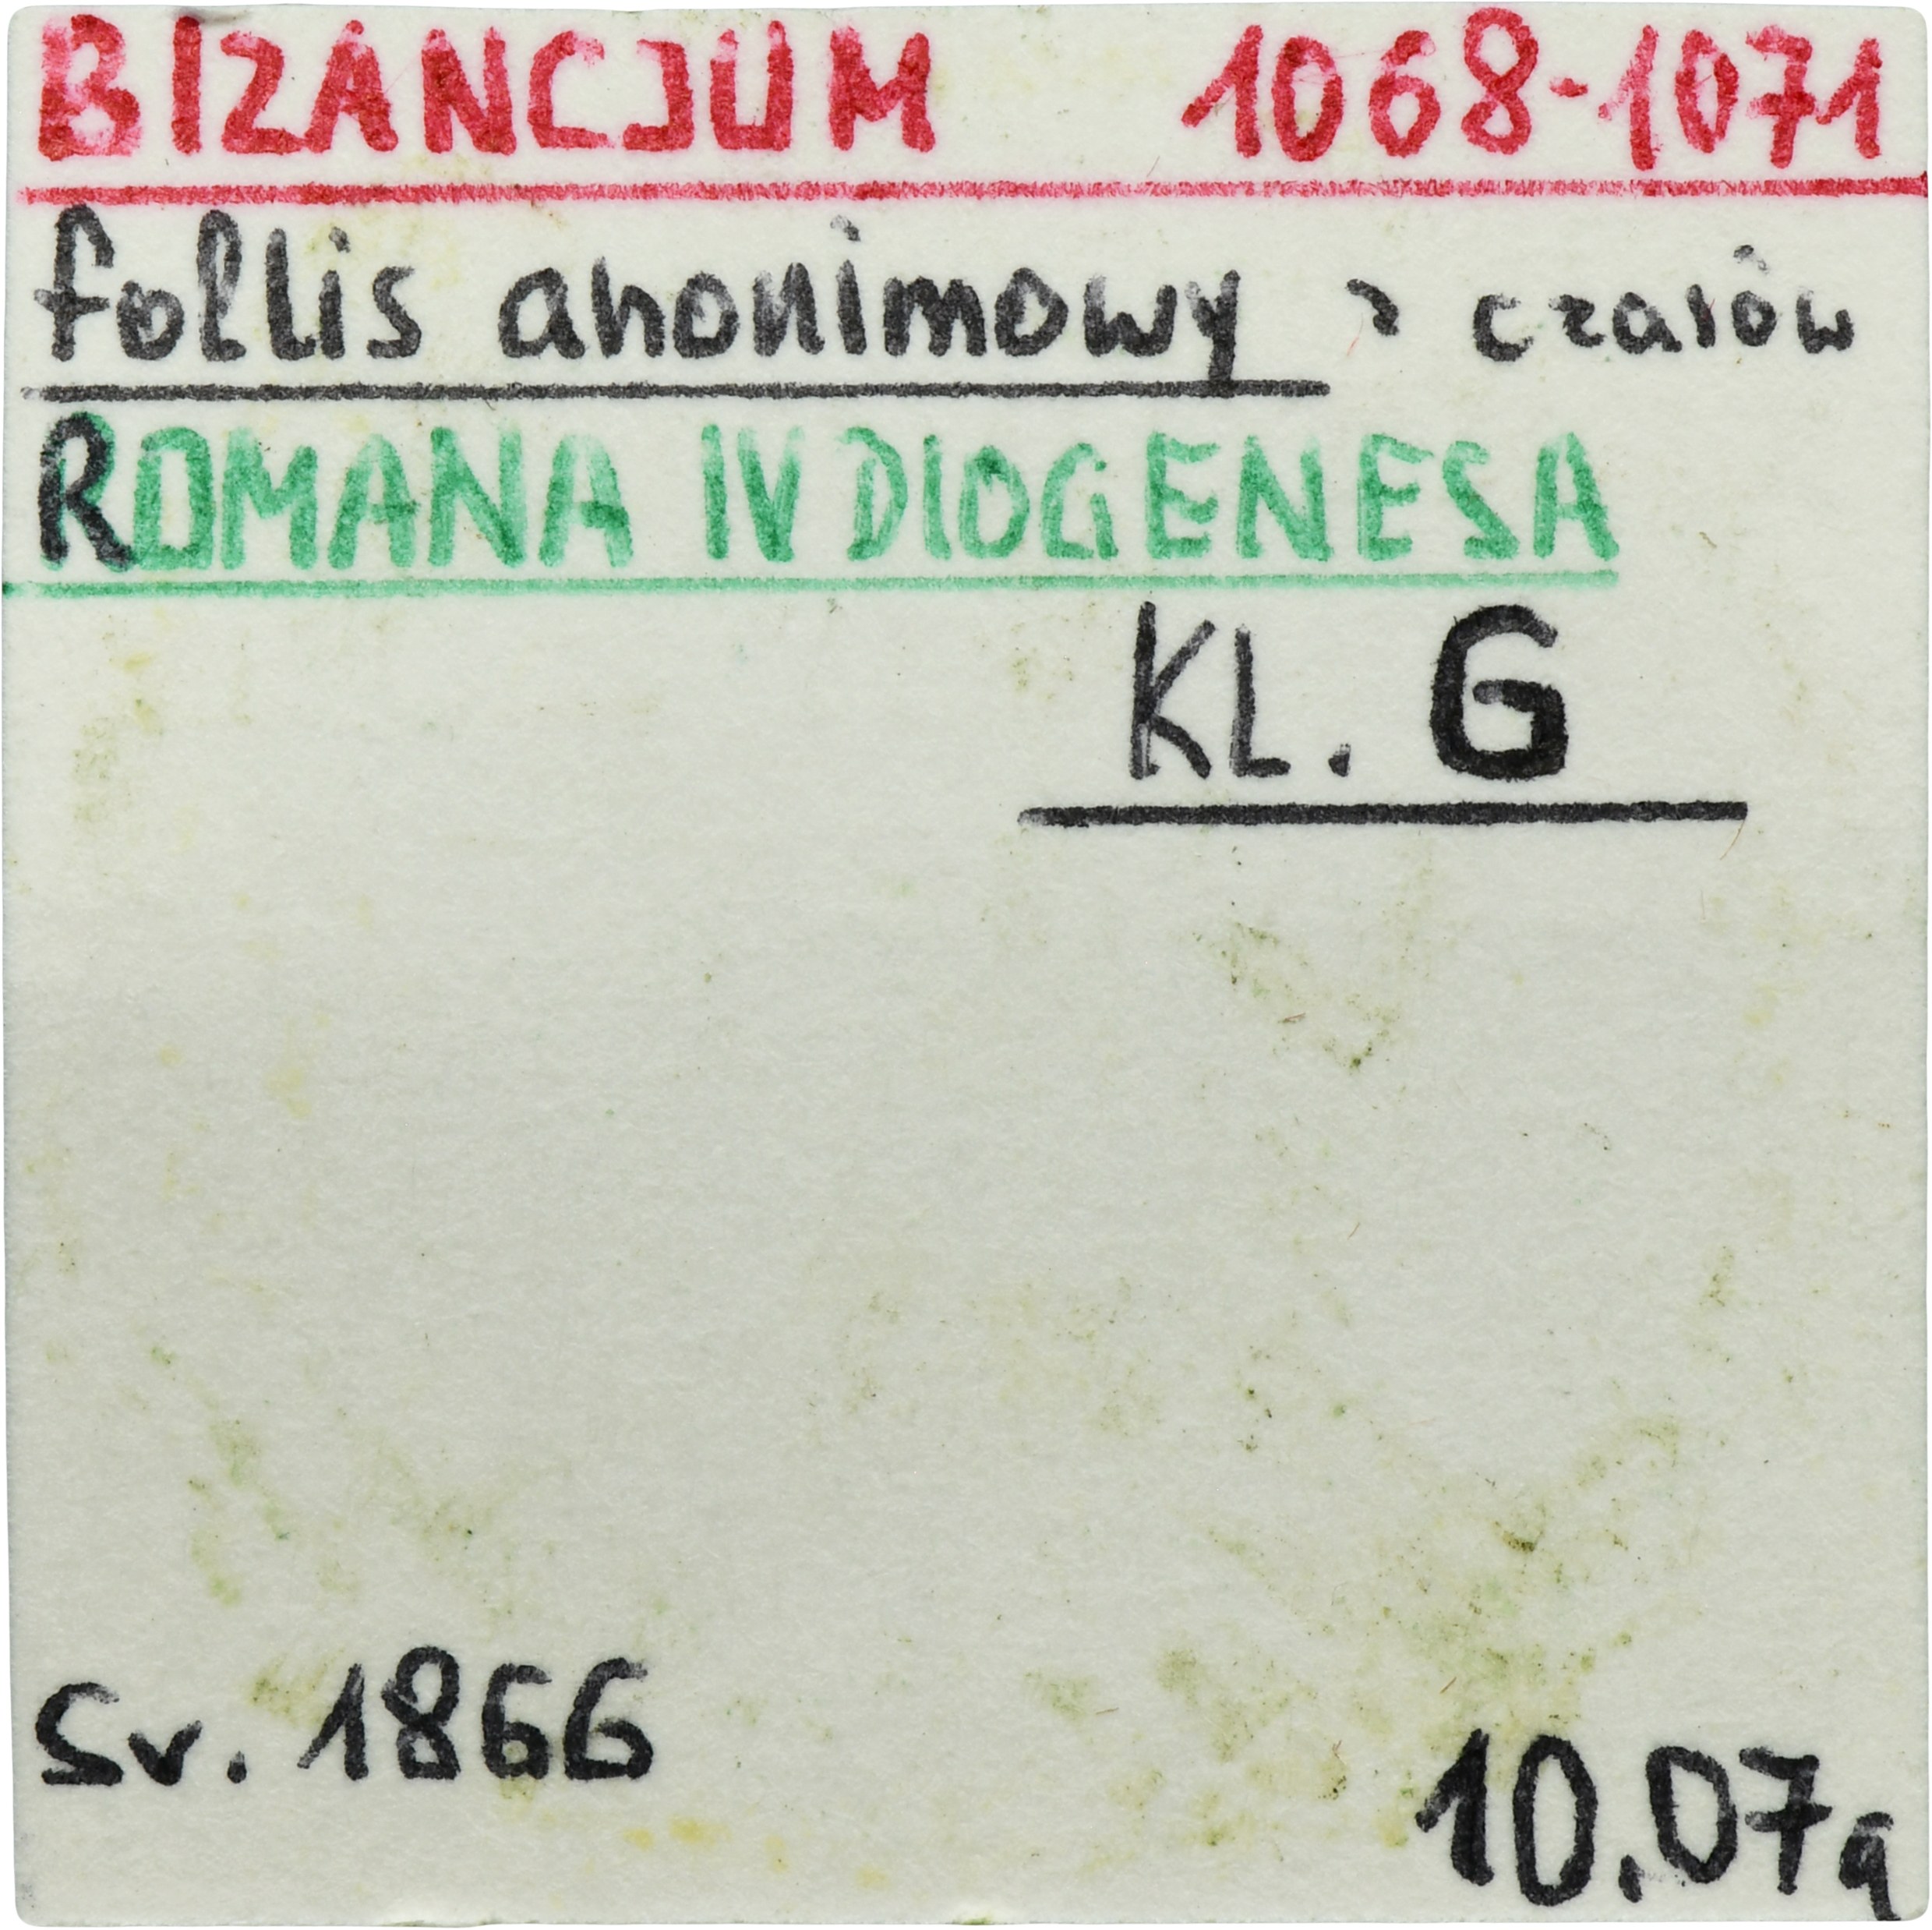 BIZANCJUM 1068-1071
follis anonimowy z czasów
ROMANA IV DIOGENESA
KL. G
Sv. 1866
10.07g